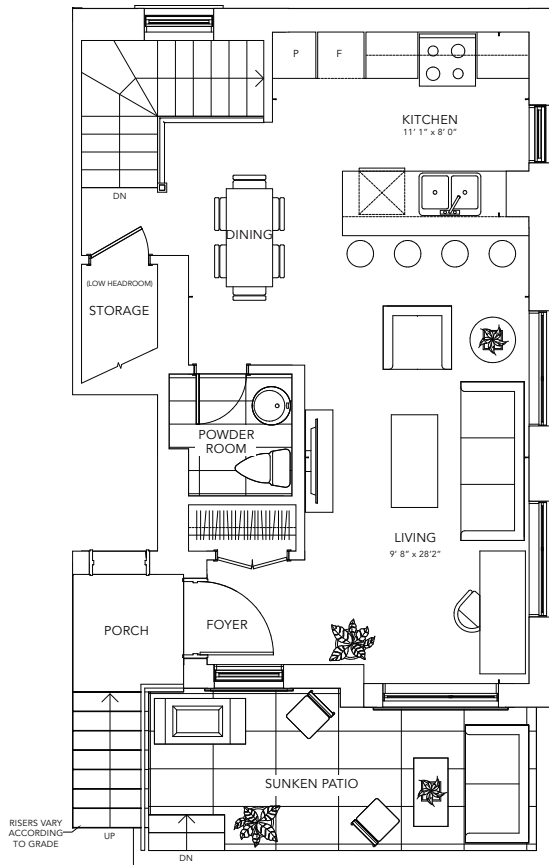 P
F
KITCHEN
11' 1" x 8' 0"
DN
DINING
(LOW HEADROOM)
STORAGE
POWDER
ROOM
LIVING
9' 8" x 28'2"
PORCH
FOYER
SUNKEN PATIO
RISERS VARY
ACCORDING
TO GRADE
UP
DN